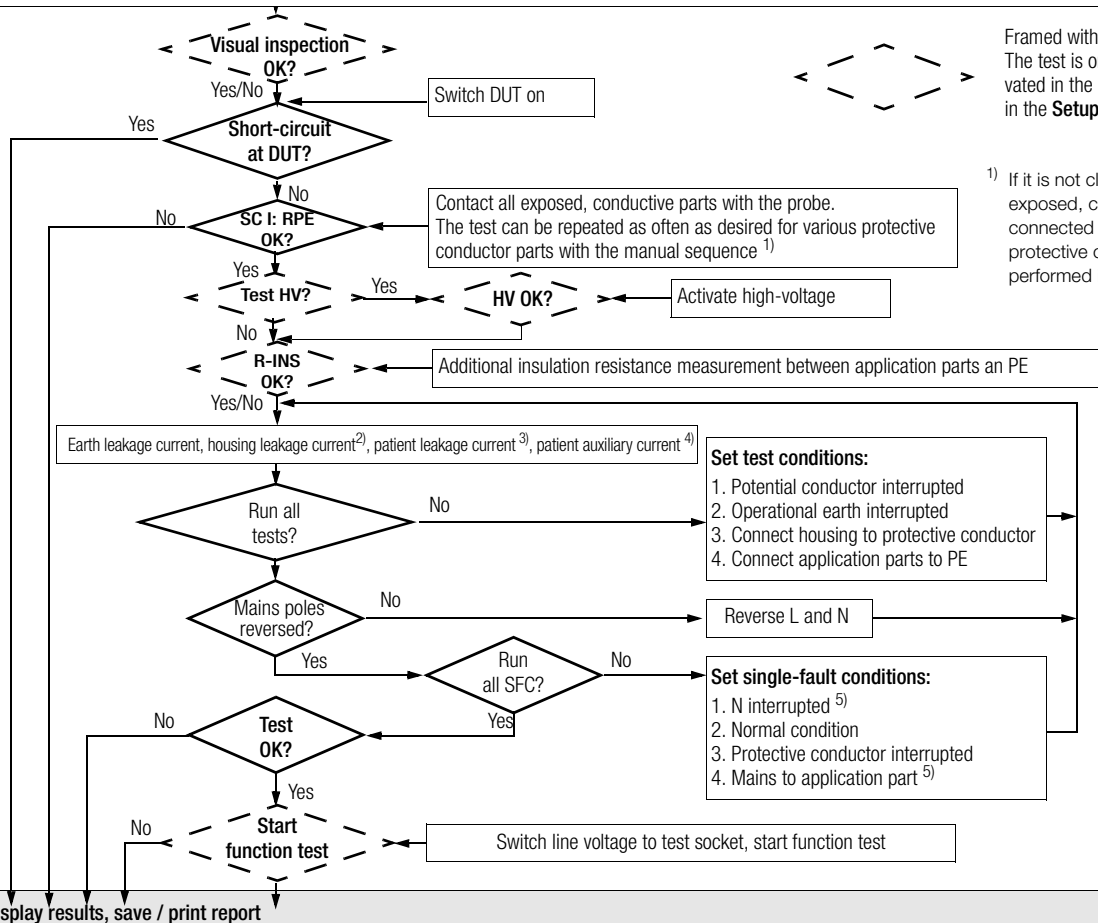 Visual inspection
OK?
Framed with
The test is o
vated in the
in the Setup
Yes/No
Switch DUT on
Yes
Short-circuit
at DUT?
No
1) If it is not cl
exposed, c
connected
protective c
performed
No
SC I: RPE
OK?
Contact all exposed, conductive parts with the probe.
The test can be repeated as often as desired for various protective
conductor parts with the manual sequence 1)
Yes
Test HV?
Yes
HV OK?
Activate high-voltage
No
R-INS
OK?
Additional insulation resistance measurement between application parts an PE
Yes/No
Earth leakage current, housing leakage current2), patient leakage current 3), patient auxiliary current 4)
Run all
tests?
No
Set test conditions:
1. Potential conductor interrupted
2. Operational earth interrupted
3. Connect housing to protective conductor
4. Connect application parts to PE
Mains poles
reversed?
No
Reverse L and N
Yes
Run
all SFC?
No
Set single-fault conditions:
1. N interrupted 5)
2. Normal condition
3. Protective conductor interrupted
4. Mains to application part 5)
Yes
No
Test
OK?
Yes
No
Start
function test
Switch line voltage to test socket, start function test
splay results, save / print report